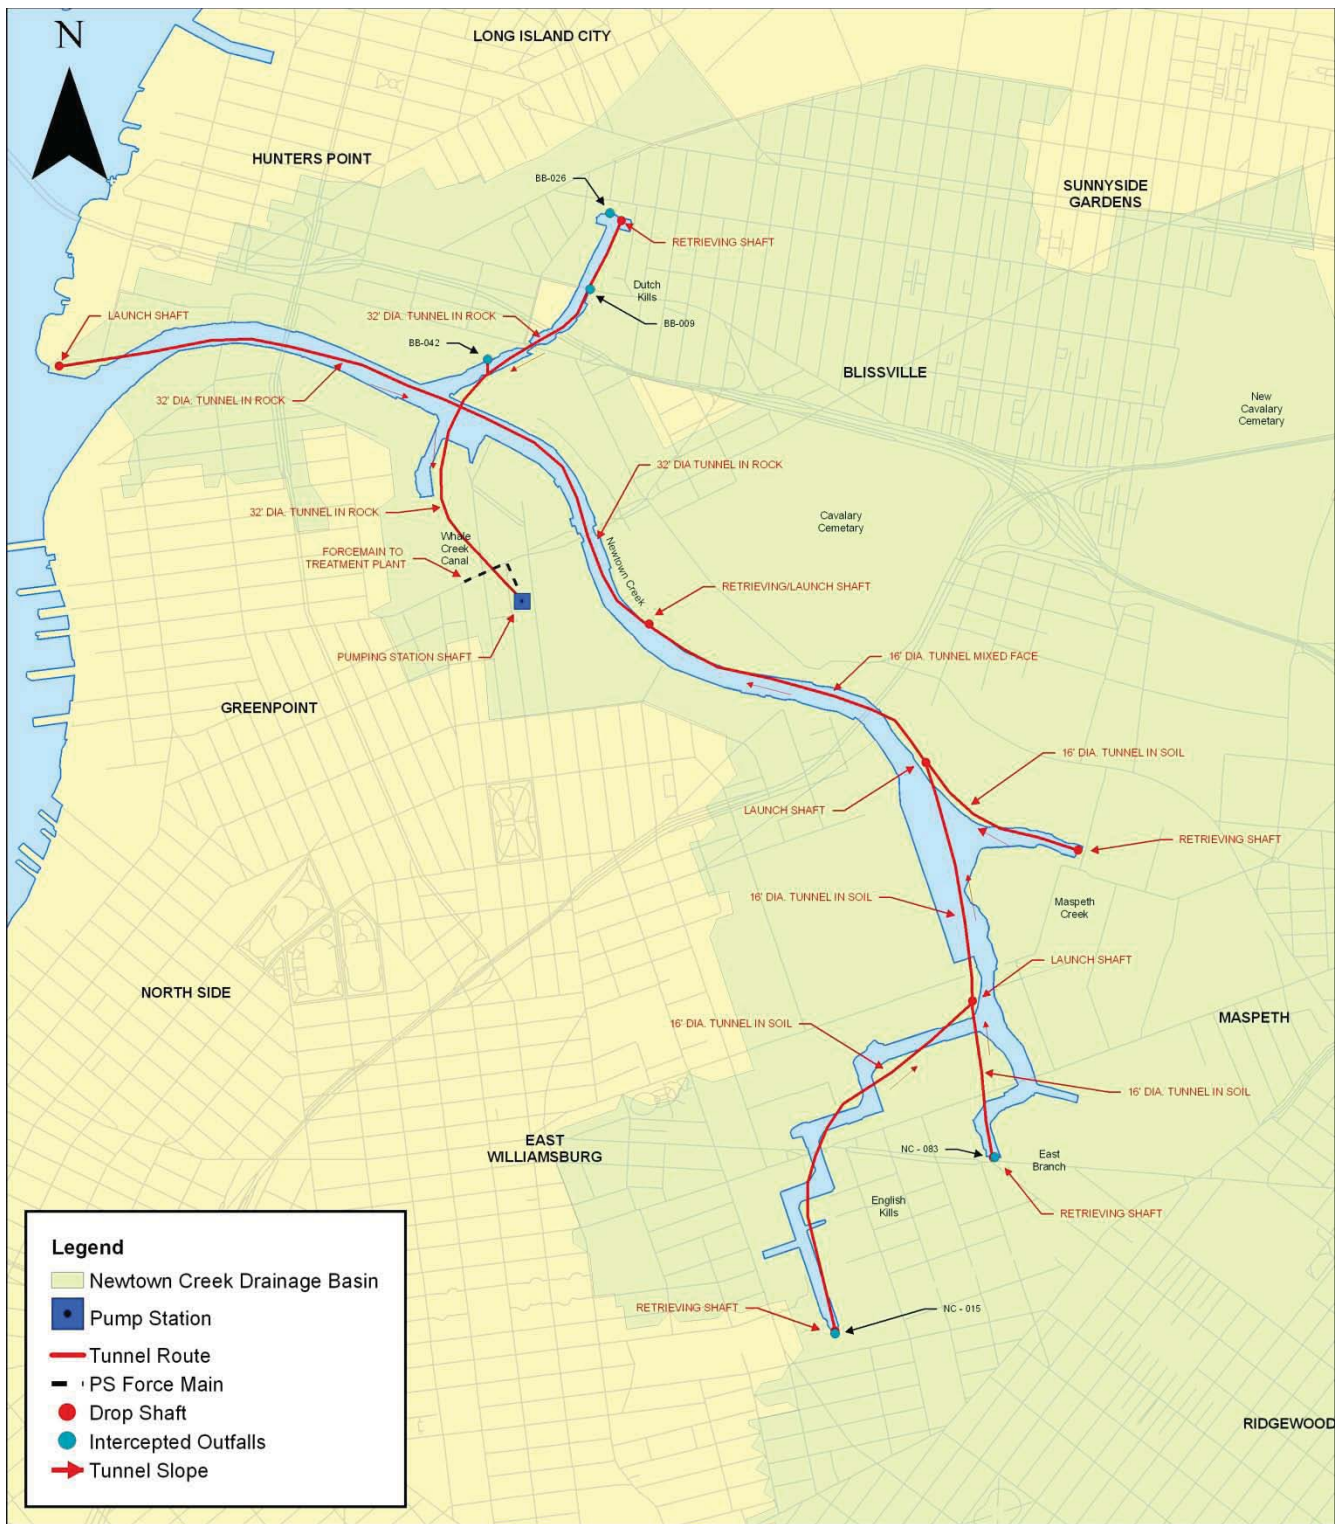 N
LONG ISLAND CITY
HUNTERS POINT
BB-026
SUNNYSIDE
GARDENS
RETRIEVING SHAFT
Dutch
Kills
LAUNCH SHAFT
32' DIA. TUNNEL IN ROCK
BB-009
BB-042
BLISSVILLE
32' DIA. TUNNEL IN ROCK
New
Cavalary
Cemetery
32' DIA TUNNEL IN ROCK
32' DIA. TUNNEL IN ROCK
Cavalary
Cemetary
Whale
Creek
Canal
FORCEMAIN TO
TREATMENT PLANT
Newtown Creek
RETRIEVING/LAUNCH SHAFT
PUMPING STATION SHAFT
16' DIA. TUNNEL MIXED FACE
GREENPOINT
16' DIA. TUNNEL IN SOIL
LAUNCH SHAFT
RETRIEVING SHAFT
16' DIA. TUNNEL IN SOIL
Maspeth
Creek
LAUNCH SHAFT
NORTH SIDE
MASPETH
16' DIA. TUNNEL IN SOIL
16' DIA. TUNNEL IN SOIL
EAST
WILLIAMSBURG
NC - 083
East
Branch
English
Kills
RETRIEVING SHAFT
RETRIEVING SHAFT
NC - 015
RIDGEWOOD
Legend
Newtown Creek Drainage Basin
Pump Station
Tunnel Route
PS Force Main
Drop Shaft
Intercepted Outfalls
Tunnel Slope